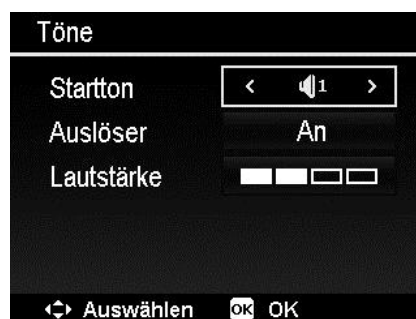 Töne
Startton < 1 >
Auslöser An
Lautstärke
Auswählen OK OK